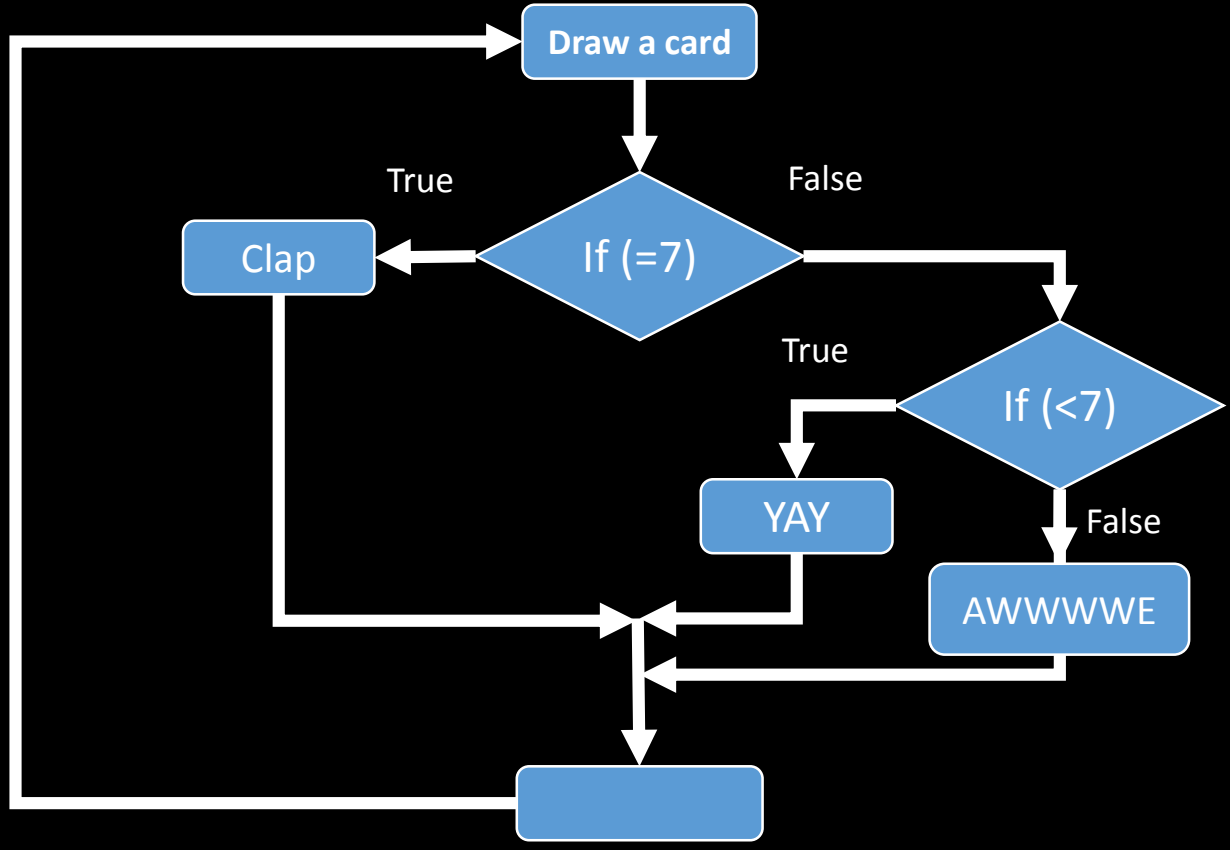 Draw a card
True
False
Clap
If (=7)
True
If (<7)
YAY
False
AWWWWE